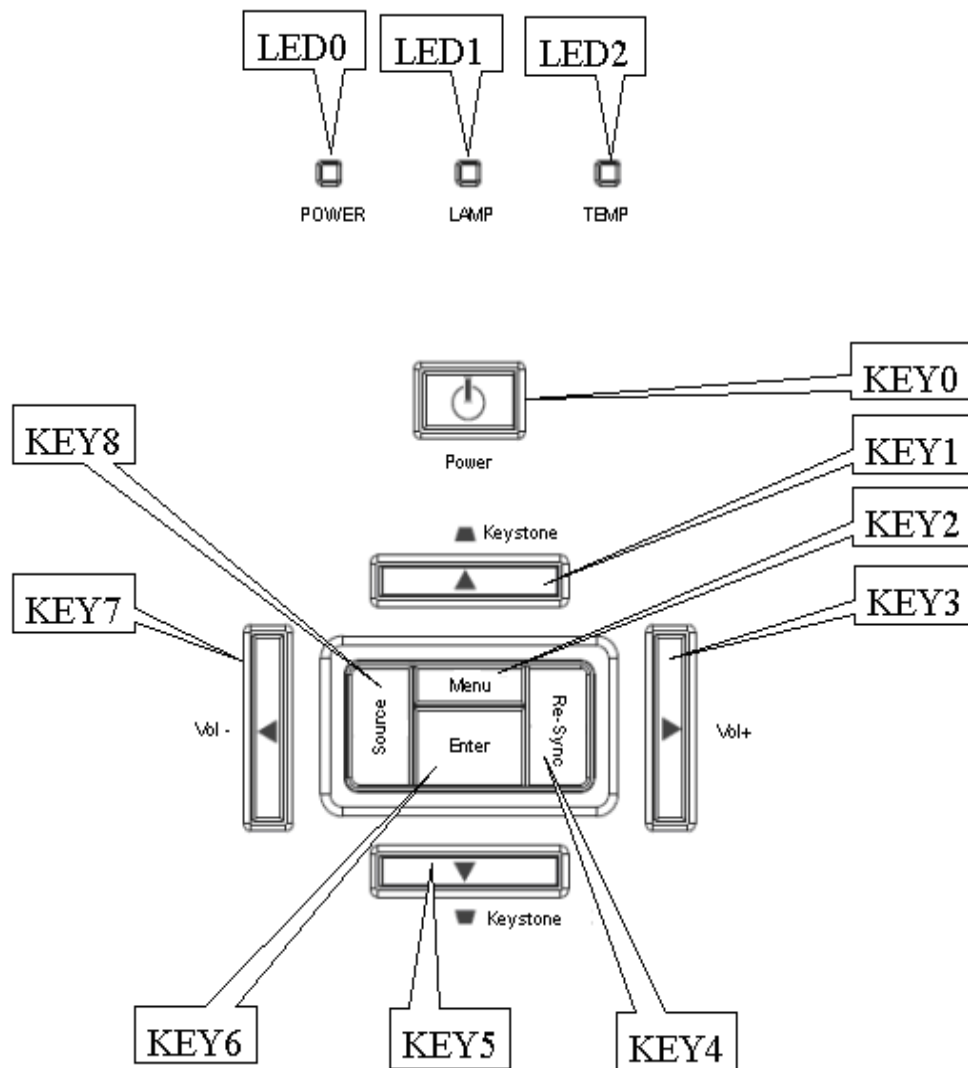 LED0
LED1
LED2
POWER
LAMP
TEMP
KEY0
Power
KEY8
KEY1
KEY2
Keystone
KEY7
KEY3
Vol -
Source
Menu
Enter
Re-Sync
Vol+
Keystone
KEY6
KEY5
KEY4